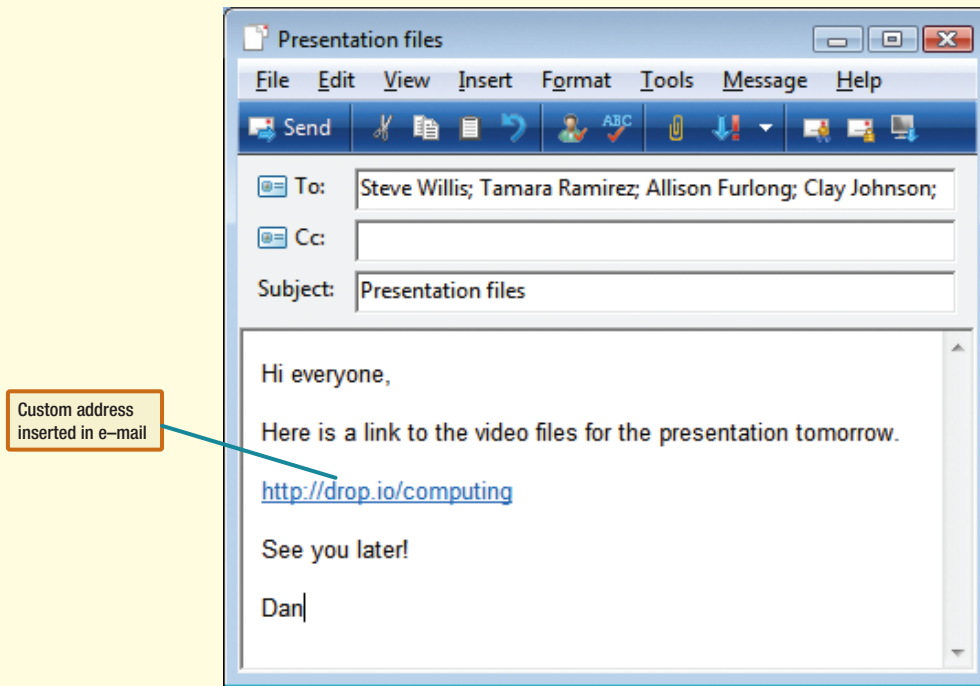 Presentation files
File Edit View Insert Format Tools Message Help
Send ABC
To: Steve Willis; Tamara Ramirez; Allison Furlong; Clay Johnson;
Cc:
Subject: Presentation files
Hi everyone,
Here is a link to the video files for the presentation tomorrow.
Custom address
inserted in e–mail
http://drop.io/computing
See you later!
Dan